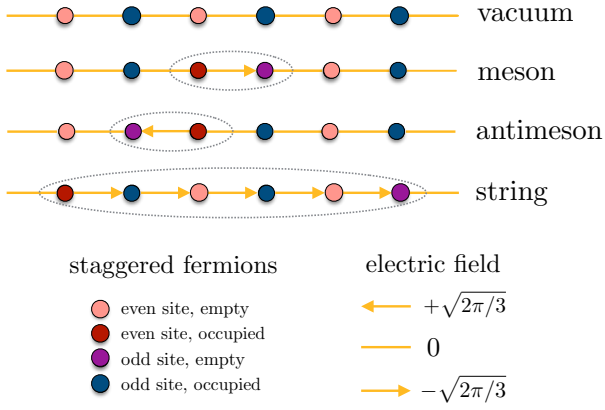 vacuum
meson
antimeson
string
staggered fermions
even site, empty
even site, occupied
odd site, empty
odd site, occupied
electric field
+√2π/3
0
−√2π/3